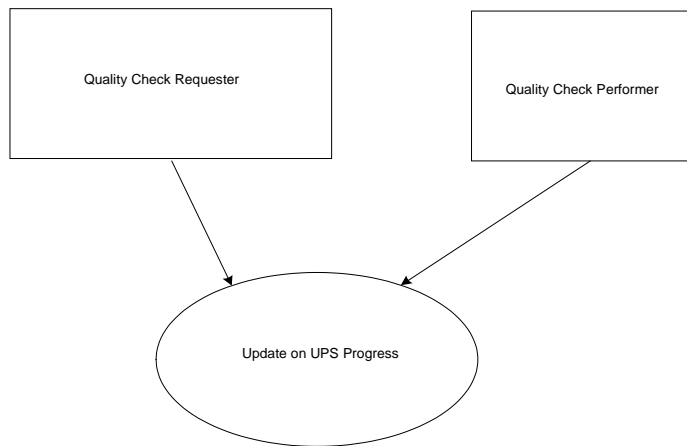 Quality Check Requester
Quality Check Performer
Update on UPS Progress